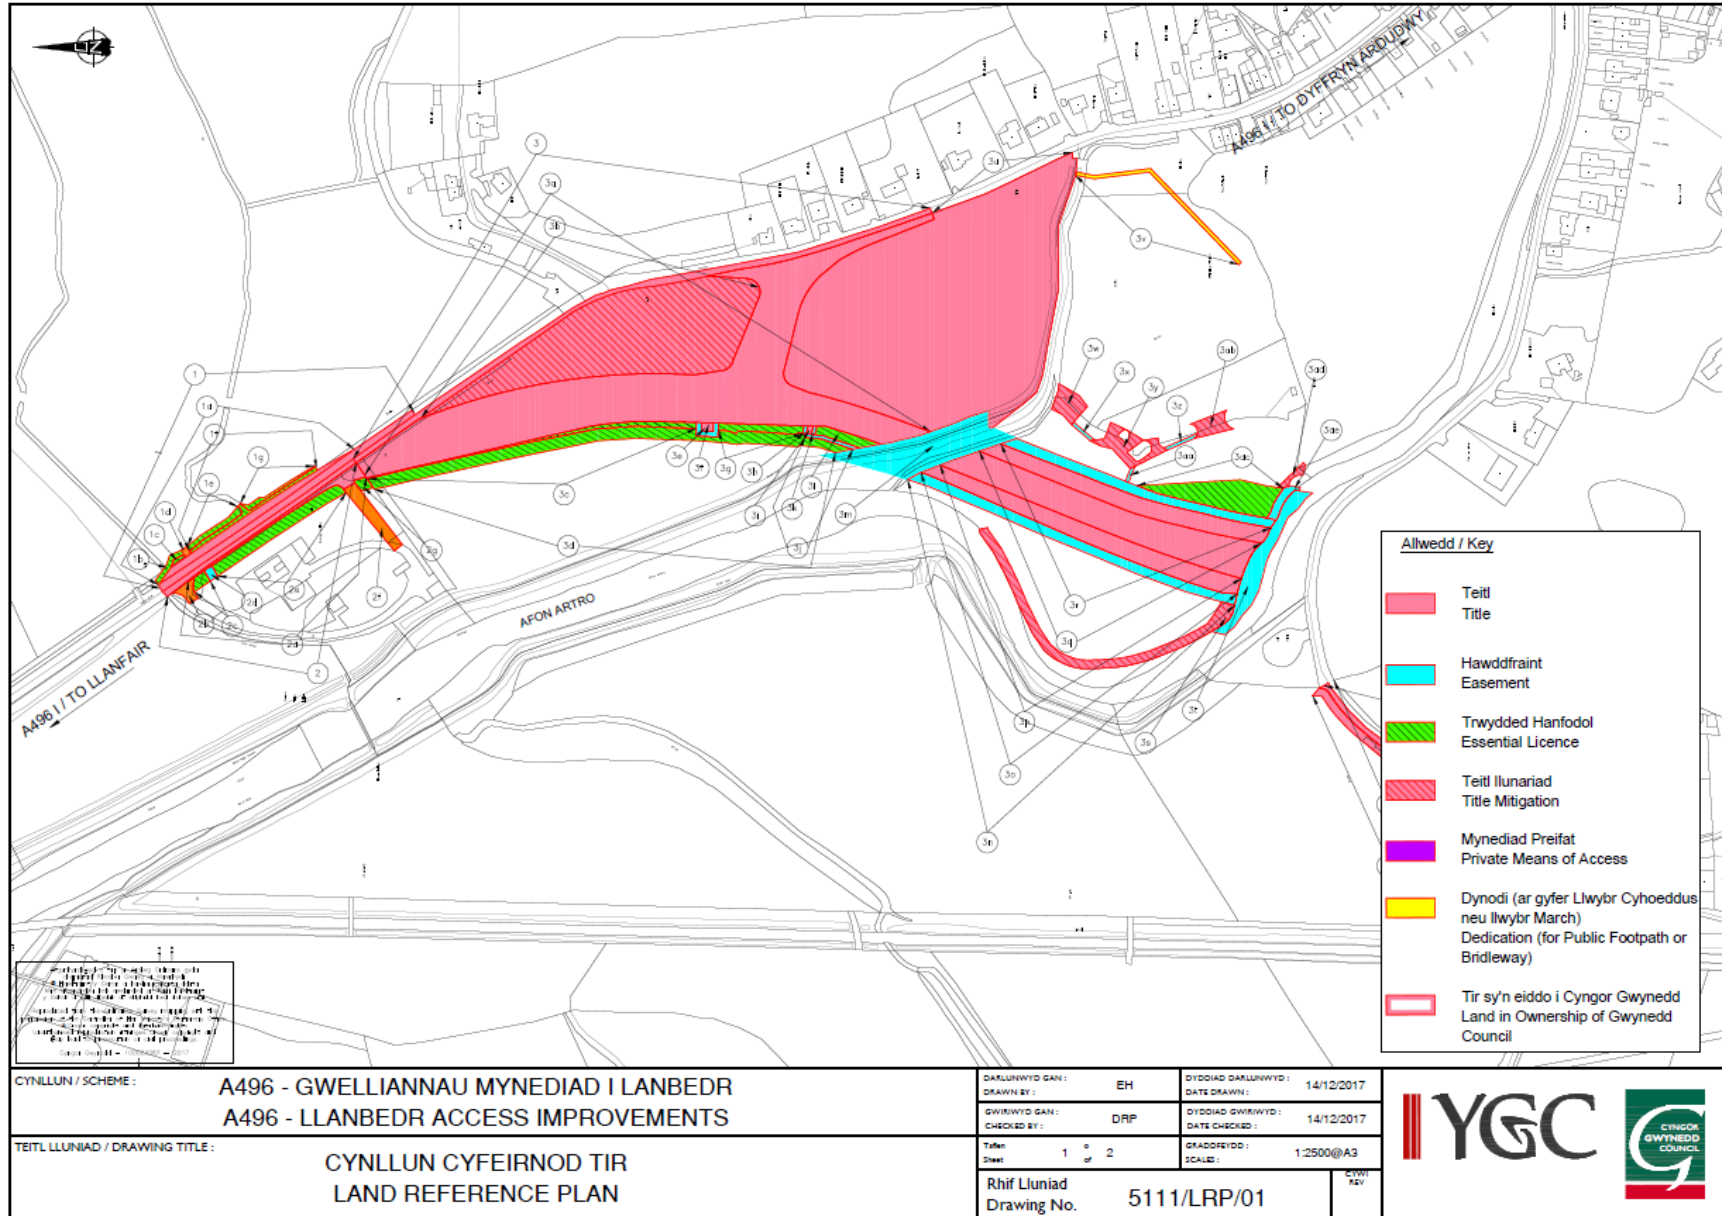 N
3
3a
3b
3u
A496 I / TO DYFFRYN ARDUDWY
3v
1
1a
1f
1g
1e
1d
1c
1b
3w
3x
3y
3ab
3z
3ad
3aa
3ac
3ae
3c
3e
3f
3g
3h
3i
3k
3l
3j
3m
3d
2b
2c
2d
2e
2a
2f
2g
2
3r
3q
3p
3s
3t
3o
3n
AFON ARTRO
A496 I / TO LLANFAIR
Allwedd / Key
Teitl
Title
Hawddfraint
Easement
Trwydded Hanfodol
Essential Licence
Teitl lliniariad
Title Mitigation
Mynediad Preifat
Private Means of Access
Dynodi (ar gyfer Llwybr Cyhoeddus
neu llwybr March)
Dedication (for Public Footpath or
Bridleway)
Tir sy'n eiddo i Cyngor Gwynedd
Land in Ownership of Gwynedd
Council
CYNLLUN / SCHEME :
A496 - GWELLIANNAU MYNEDIAD I LANBEDR
A496 - LLANBEDR ACCESS IMPROVEMENTS
TEITL LLUNIAD / DRAWING TITLE :
CYNLLUN CYFEIRNOD TIR
LAND REFERENCE PLAN
DARLUNWYD GAN :
DRAWN BY :
EH
DYDDIAD DARLUNWYD :
DATE DRAWN :
14/12/2017
GWIRIWYD GAN :
CHECKED BY :
DRP
DYDDIAD GWIRIWYD :
DATE CHECKED :
14/12/2017
Taflen 1 o 2
Sheet of
GRADDFEYDD :
SCALES :
1:2500@A3
Rhif Lluniad
Drawing No.
5111/LRP/01
REV
YGC
CYNGOR
GWYNEDD
COUNCIL